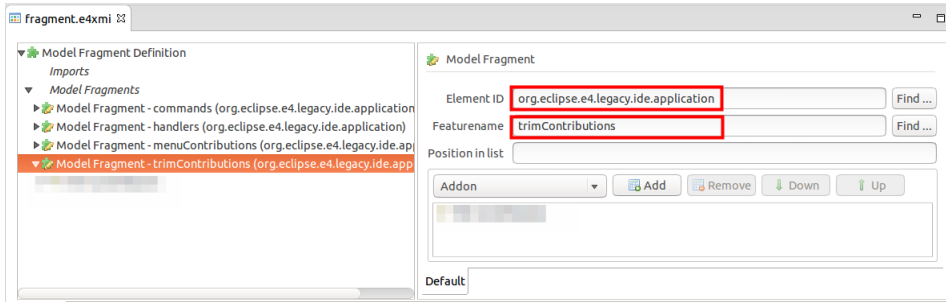 fragment.e4xmi
Model Fragment Definition
Imports
Model Fragments
Model Fragment - commands (org.eclipse.e4.legacy.ide.application
Model Fragment - handlers (org.eclipse.e4.legacy.ide.application)
Model Fragment - menuContributions (org.eclipse.e4.legacy.ide.ap
Model Fragment - trimContributions (org.eclipse.e4.legacy.ide.app
Model Fragment
Element ID org.eclipse.e4.legacy.ide.application Find ...
Featurename trimContributions Find ...
Position in list
Addon Add Remove Down Up
Default